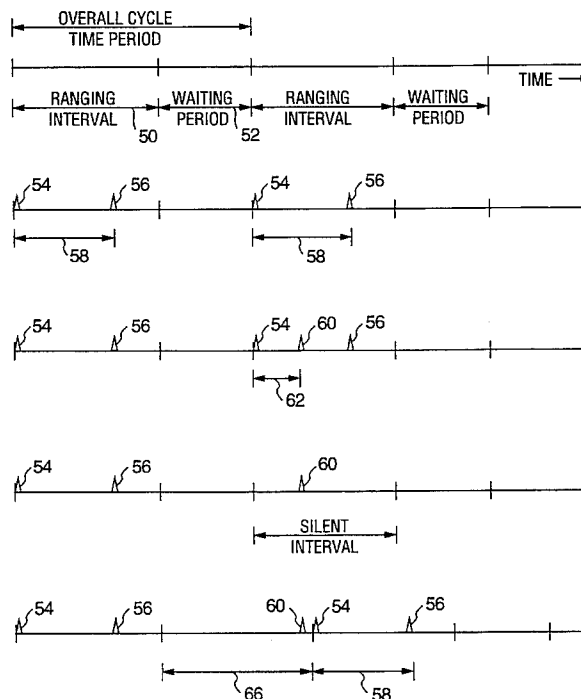 OVERALL CYCLE
TIME PERIOD
TIME
RANGING INTERVAL
WAITING PERIOD
RANGING INTERVAL
WAITING PERIOD
50
52
54
56
54
56
58
58
54
56
54
60
56
62
54
56
60
SILENT
INTERVAL
54
56
60
54
56
66
58